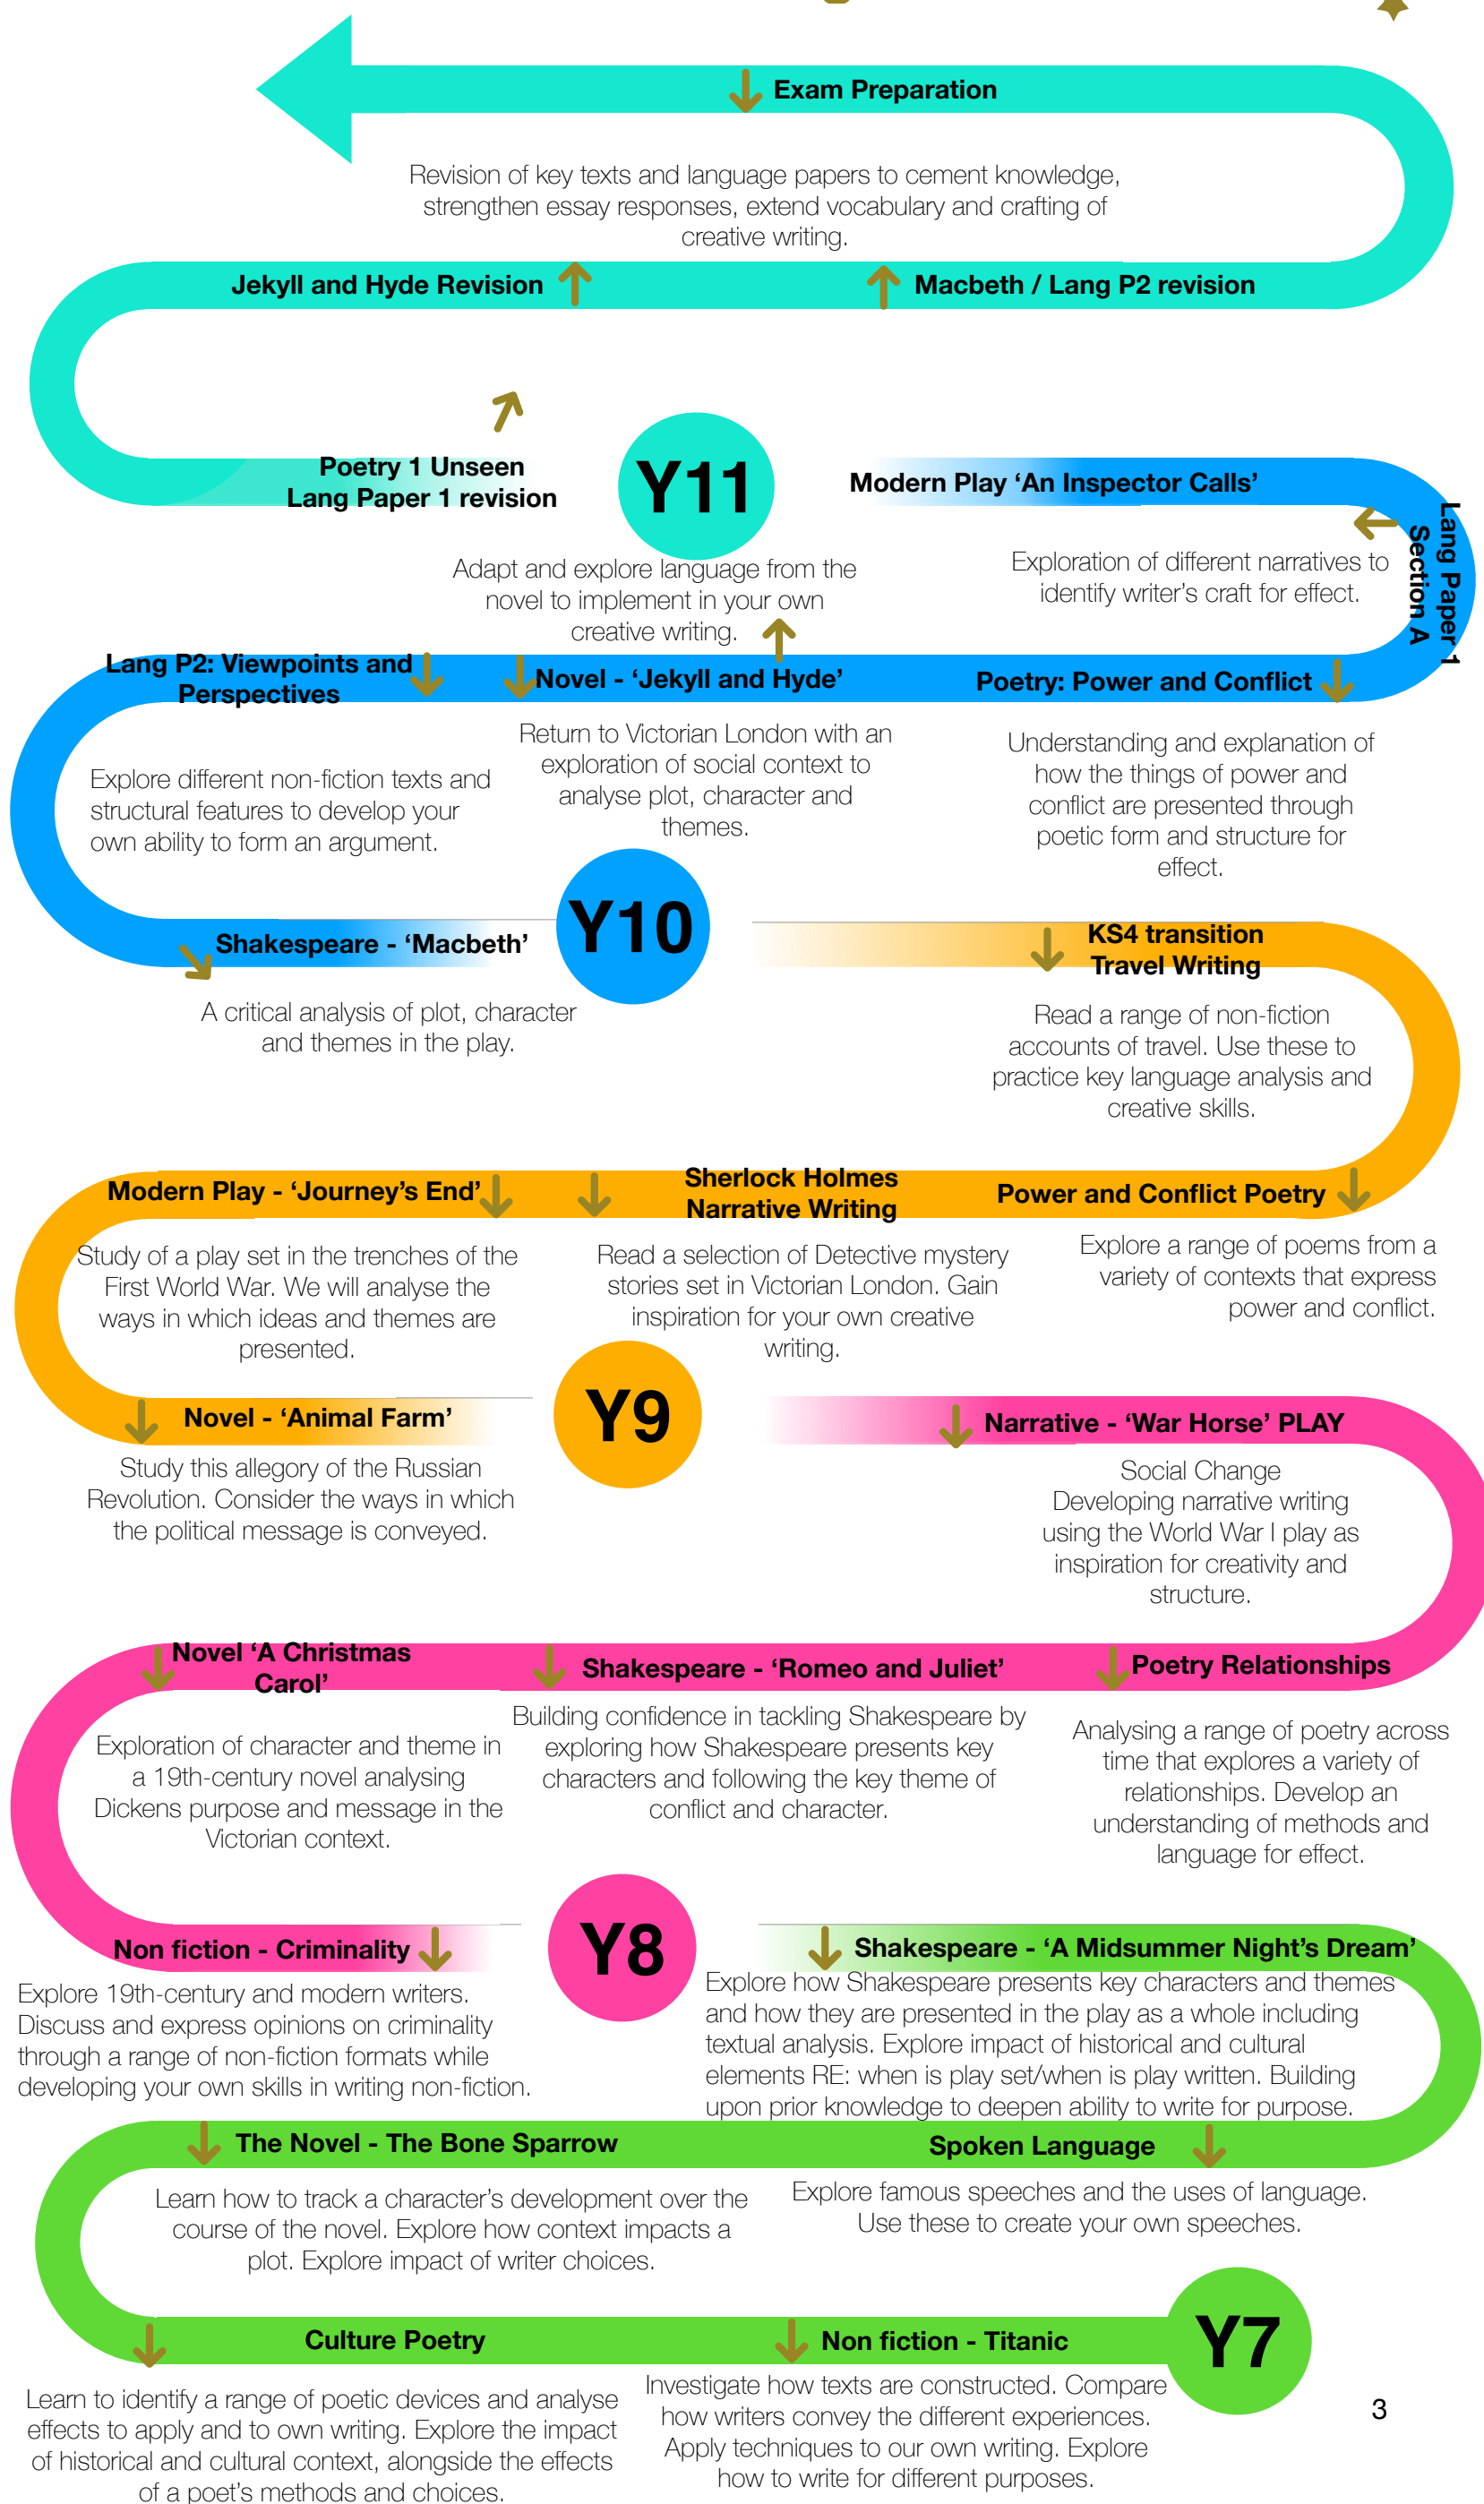 Exam Preparation
Revision of key texts and language papers to cement knowledge,
strengthen essay responses, extend vocabulary and crafting of
creative writing.
Jekyll and Hyde Revision
Macbeth / Lang P2 revision
Poetry 1 Unseen
Lang Paper 1 revision
Y11
Modern Play ‘An Inspector Calls’
Lang Paper 1
Section A
Adapt and explore language from the
novel to implement in your own
creative writing.
Exploration of different narratives to
identify writer’s craft for effect.
Lang P2: Viewpoints and
Perspectives
Novel - ‘Jekyll and Hyde’
Poetry: Power and Conflict
Explore different non-fiction texts and
structural features to develop your
own ability to form an argument.
Return to Victorian London with an
exploration of social context to
analyse plot, character and
themes.
Understanding and explanation of
how the things of power and
conflict are presented through
poetic form and structure for
effect.
Shakespeare - ‘Macbeth’
Y10
KS4 transition
Travel Writing
A critical analysis of plot, character
and themes in the play.
Read a range of non-fiction
accounts of travel. Use these to
practice key language analysis and
creative skills.
Modern Play - ‘Journey’s End’
Sherlock Holmes
Narrative Writing
Power and Conflict Poetry
Study of a play set in the trenches of the
First World War. We will analyse the
ways in which ideas and themes are
presented.
Read a selection of Detective mystery
stories set in Victorian London. Gain
inspiration for your own creative
writing.
Explore a range of poems from a
variety of contexts that express
power and conflict.
Novel - ‘Animal Farm’
Y9
Narrative - ‘War Horse’ PLAY
Study this allegory of the Russian
Revolution. Consider the ways in which
the political message is conveyed.
Social Change
Developing narrative writing
using the World War I play as
inspiration for creativity and
structure.
Novel ‘A Christmas
Carol’
Shakespeare - ‘Romeo and Juliet’
Poetry Relationships
Exploration of character and theme in
a 19th-century novel analysing
Dickens purpose and message in the
Victorian context.
Building confidence in tackling Shakespeare by
exploring how Shakespeare presents key
characters and following the key theme of
conflict and character.
Analysing a range of poetry across
time that explores a variety of
relationships. Develop an
understanding of methods and
language for effect.
Non fiction - Criminality
Y8
Shakespeare - ‘A Midsummer Night’s Dream’
Explore 19th-century and modern writers.
Discuss and express opinions on criminality
through a range of non-fiction formats while
developing your own skills in writing non-fiction.
Explore how Shakespeare presents key characters and themes
and how they are presented in the play as a whole including
textual analysis. Explore impact of historical and cultural
elements RE: when is play set/when is play written. Building
upon prior knowledge to deepen ability to write for purpose.
The Novel - The Bone Sparrow
Spoken Language
Learn how to track a character’s development over the
course of the novel. Explore how context impacts a
plot. Explore impact of writer choices.
Explore famous speeches and the uses of language.
Use these to create your own speeches.
Culture Poetry
Non fiction - Titanic
Y7
Learn to identify a range of poetic devices and analyse
effects to apply and to own writing. Explore the impact
of historical and cultural context, alongside the effects
of a poet’s methods and choices.
Investigate how texts are constructed. Compare
how writers convey the different experiences.
Apply techniques to our own writing. Explore
how to write for different purposes.
3